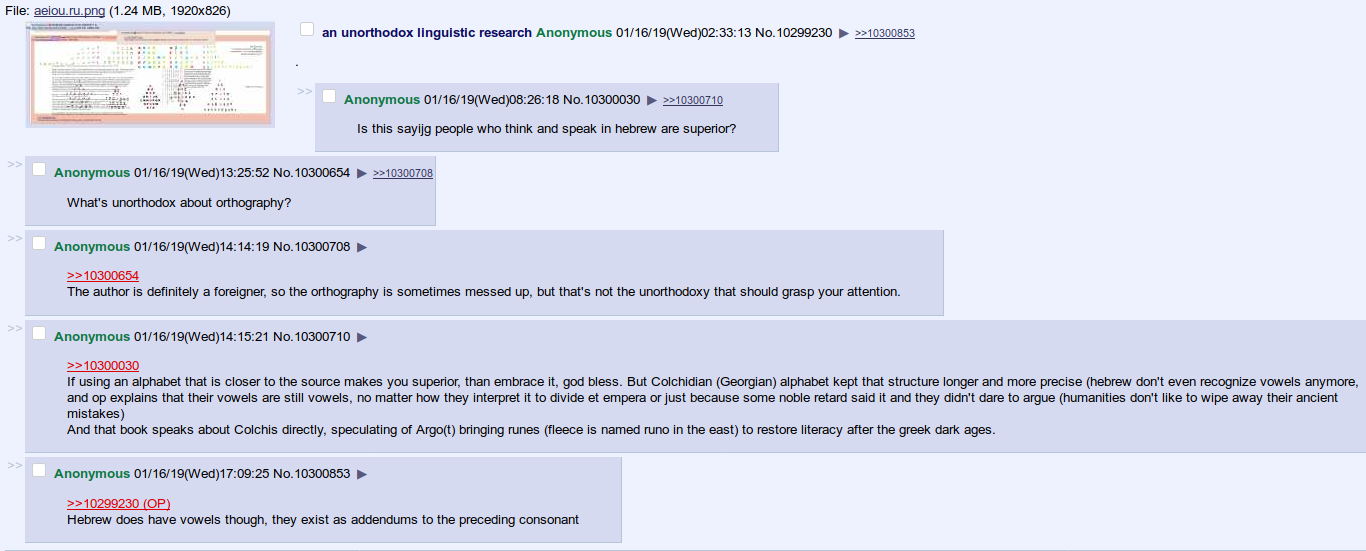 File: aeiou.ru.png (1.24 MB, 1920x826)
an unorthodox linguistic research Anonymous 01/16/19(Wed)02:33:13 No.10299230 ▶ >>10300853
.
>> Anonymous 01/16/19(Wed)08:26:18 No.10300030 ▶ >>10300710
Is this sayijg people who think and speak in hebrew are superior?
>> Anonymous 01/16/19(Wed)13:25:52 No.10300654 ▶ >>10300708
What's unorthodox about orthography?
>> Anonymous 01/16/19(Wed)14:14:19 No.10300708 ▶
>>10300654
The author is definitely a foreigner, so the orthography is sometimes messed up, but that's not the unorthodoxy that should grasp your attention.
>> Anonymous 01/16/19(Wed)14:15:21 No.10300710 ▶
>>10300030
If using an alphabet that is closer to the source makes you superior, than embrace it, god bless. But Colchidian (Georgian) alphabet kept that structure longer and more precise (hebrew don't even recognize vowels anymore,
and op explains that their vowels are still vowels, no matter how they interpret it to divide et empera or just because some noble retard said it and they didn't dare to argue (humanities don't like to wipe away their ancient
mistakes)
And that book speaks about Colchis directly, speculating of Argo(t) bringing runes (fleece is named runo in the east) to restore literacy after the greek dark ages.
>> Anonymous 01/16/19(Wed)17:09:25 No.10300853 ▶
>>10299230 (OP)
Hebrew does have vowels though, they exist as addendums to the preceding consonant